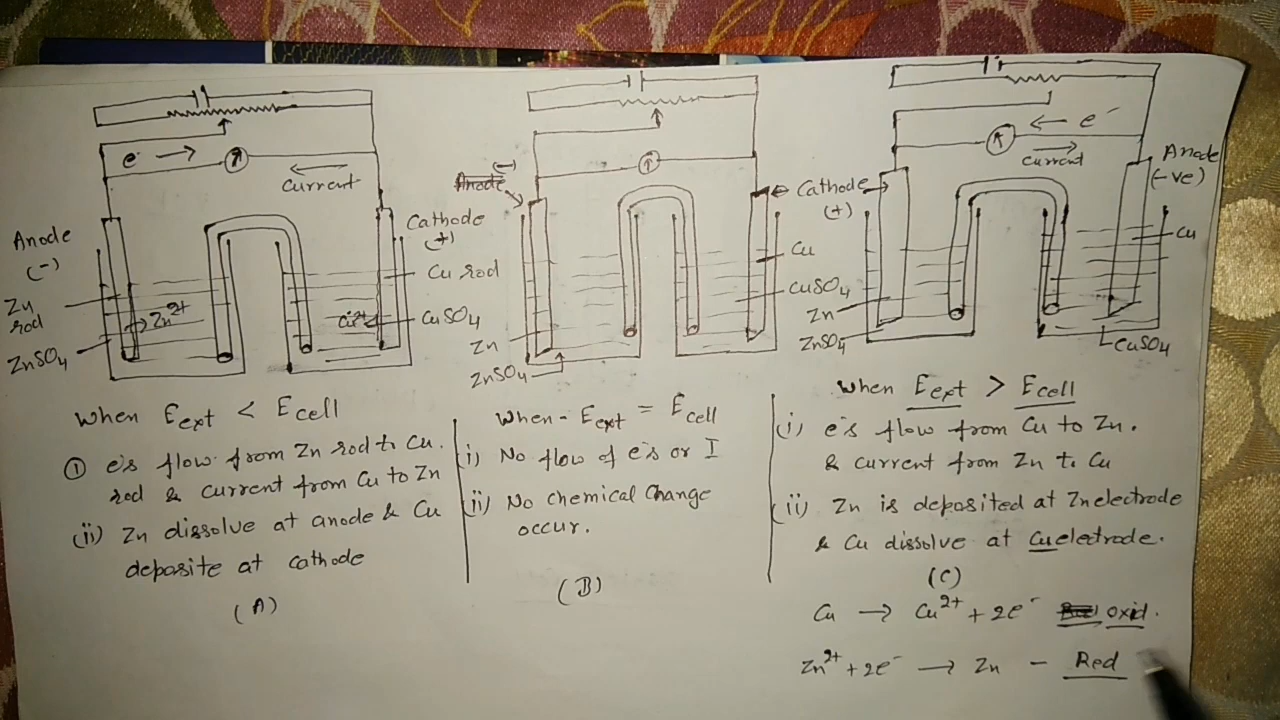 e⁻ →
← Current
Anode
(-)
Zn
rod
ZnSO4
→ Zn2+
Cu2+
Cathode
(+)
Cu rod
CuSO4
When Eext < Ecell
① e's flow from Zn rod to Cu.
rod & current from Cu to Zn
(ii) Zn dissolve at anode & Cu
deposite at cathode
(A)
(-)
Anode
Cathode
(+)
Cu
CuSO4
Zn
ZnSO4
When - Eext = Ecell
i) No flow of e's or I
ii) No chemical change
occur.
(B)
← e⁻
Current →
Anode
(-ve)
Cu
Zn
ZnSO4
CuSO4
When Eext > Ecell
(i) e's flow from Cu to Zn.
& current from Zn to Cu
(ii) Zn is deposited at Zn electrode
& Cu dissolve at Cu electrode.
(C)
Cu → Cu2+ + 2e⁻ oxid.
Zn2+ + 2e⁻ → Zn - Red